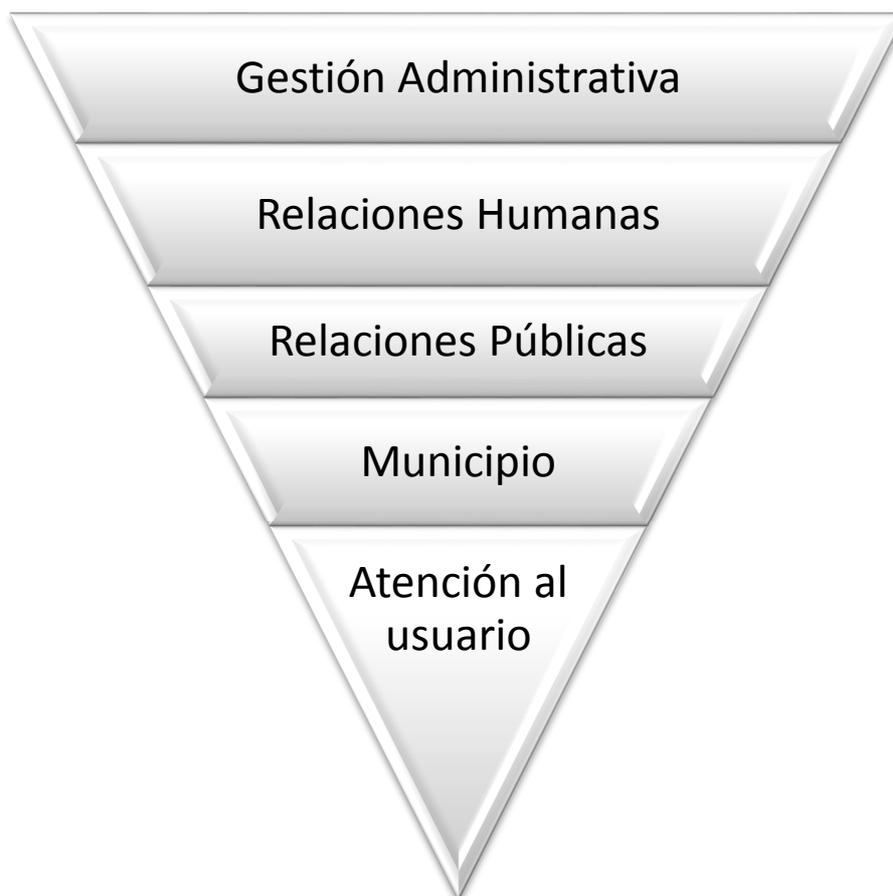 Gestión Administrativa
Relaciones Humanas
Relaciones Públicas
Municipio
Atención al
usuario